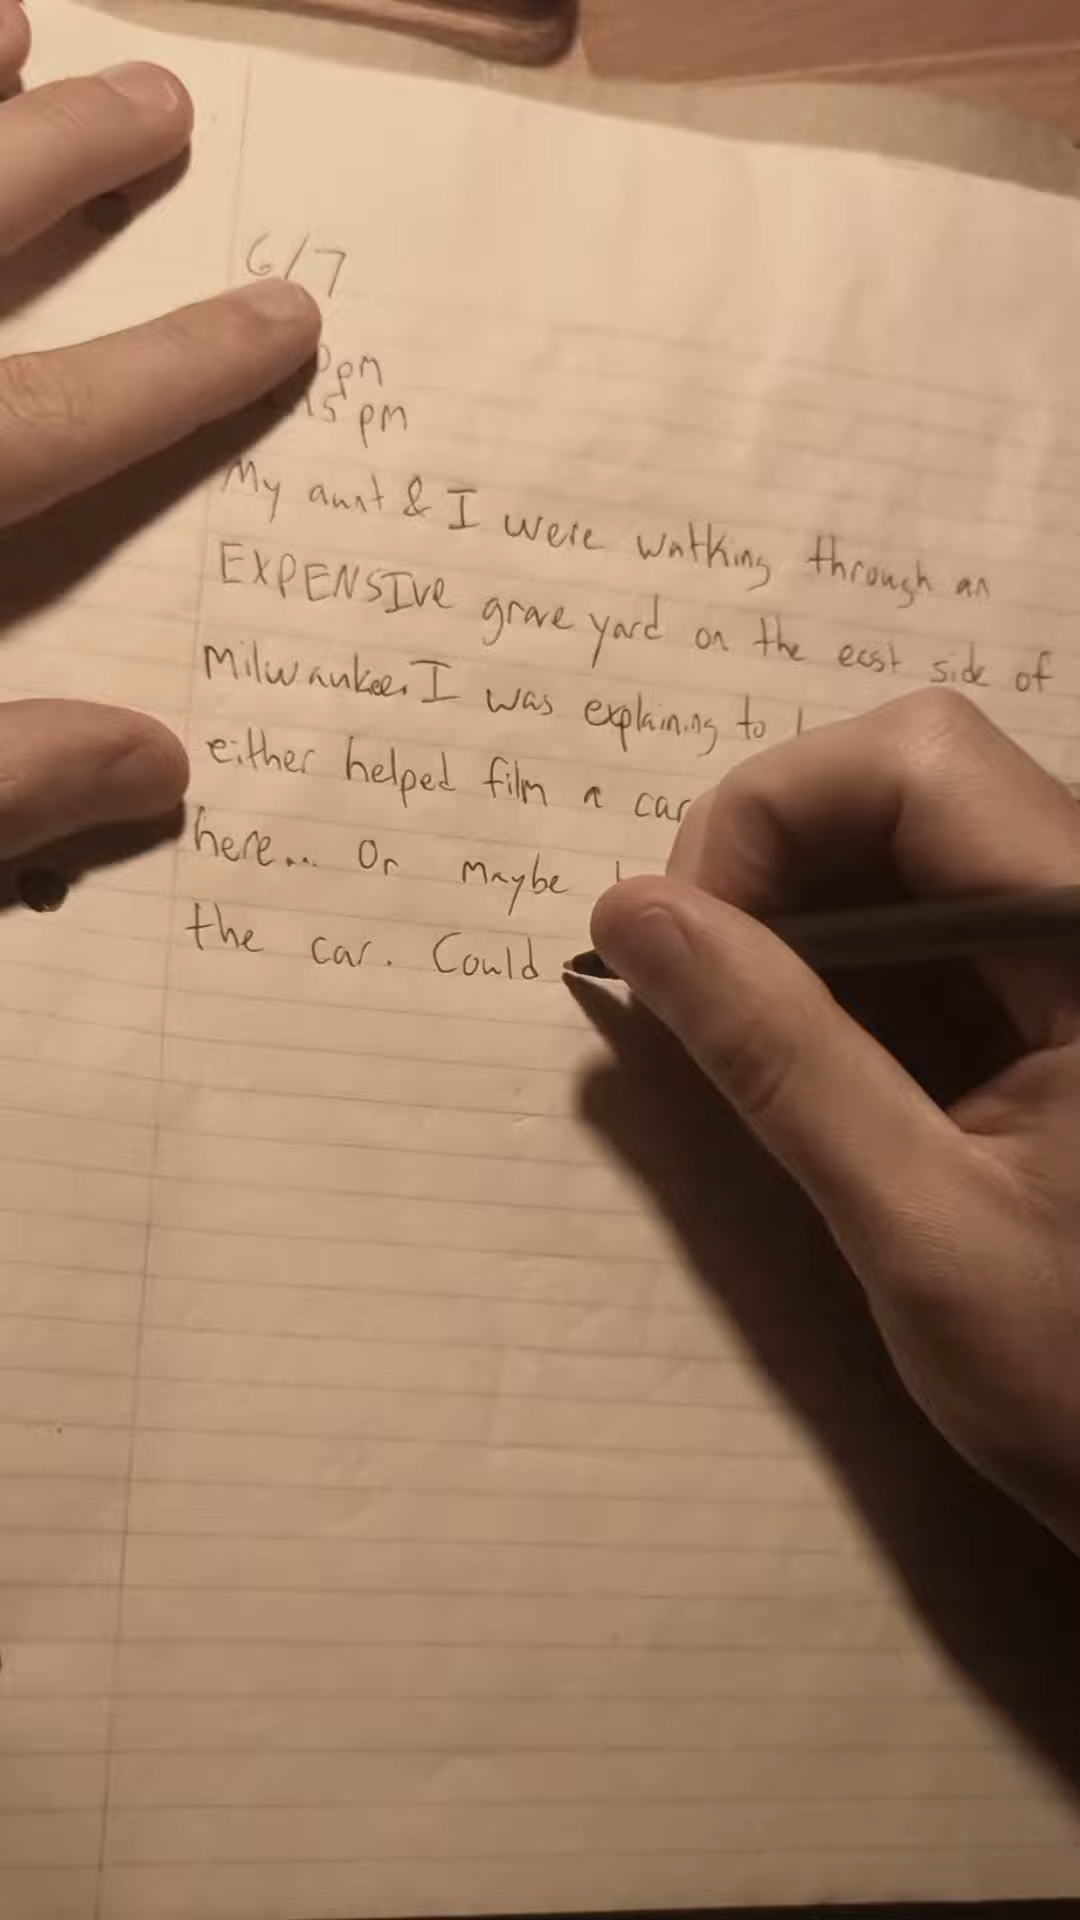 6/7
pm
15 pm
My aunt & I were walking through an
EXPENSIVE grave yard on the east side of
Milwaukee. I was explaining to
either helped film a car
here... Or maybe
the car. Could